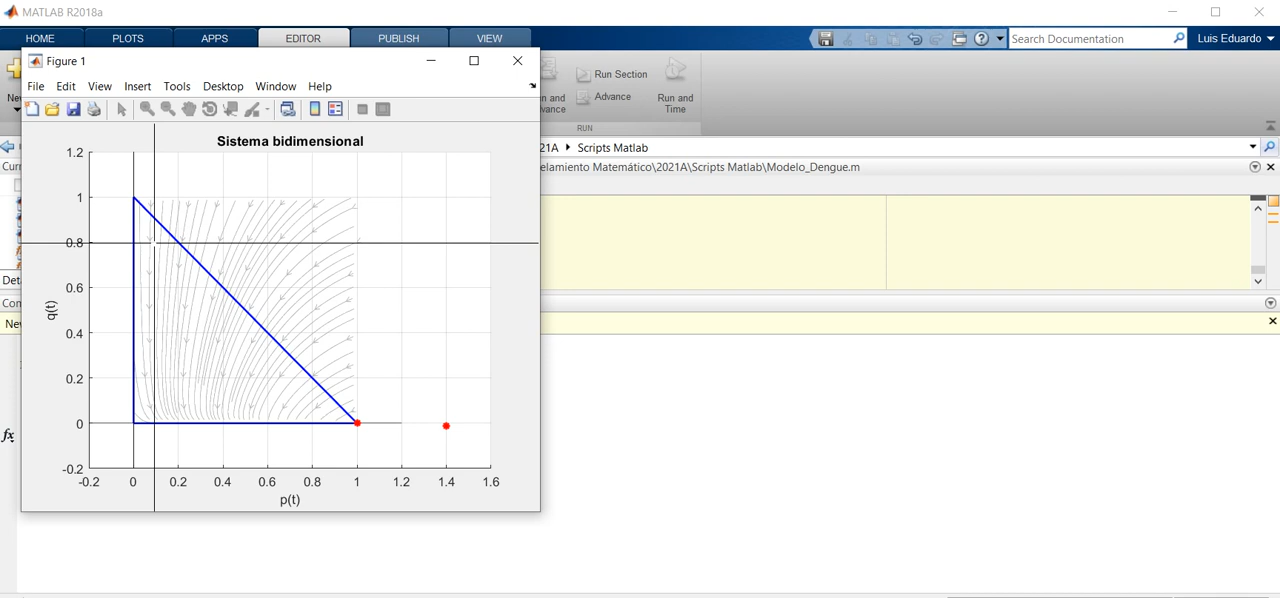 MATLAB R2018a
HOME PLOTS APPS EDITOR PUBLISH VIEW
Search Documentation
Luis Eduardo
Figure 1
File Edit View Insert Tools Desktop Window Help
Run Section
Advance
Run and
Time
RUN
21A Scripts Matlab
elamiento Matemático\2021A\Scripts Matlab\Modelo_Dengue.m
Sistema bidimensional
1.2
1
0.8
0.6
0.4
0.2
0
-0.2
q(t)
-0.2 0 0.2 0.4 0.6 0.8 1 1.2 1.4 1.6
p(t)
fx